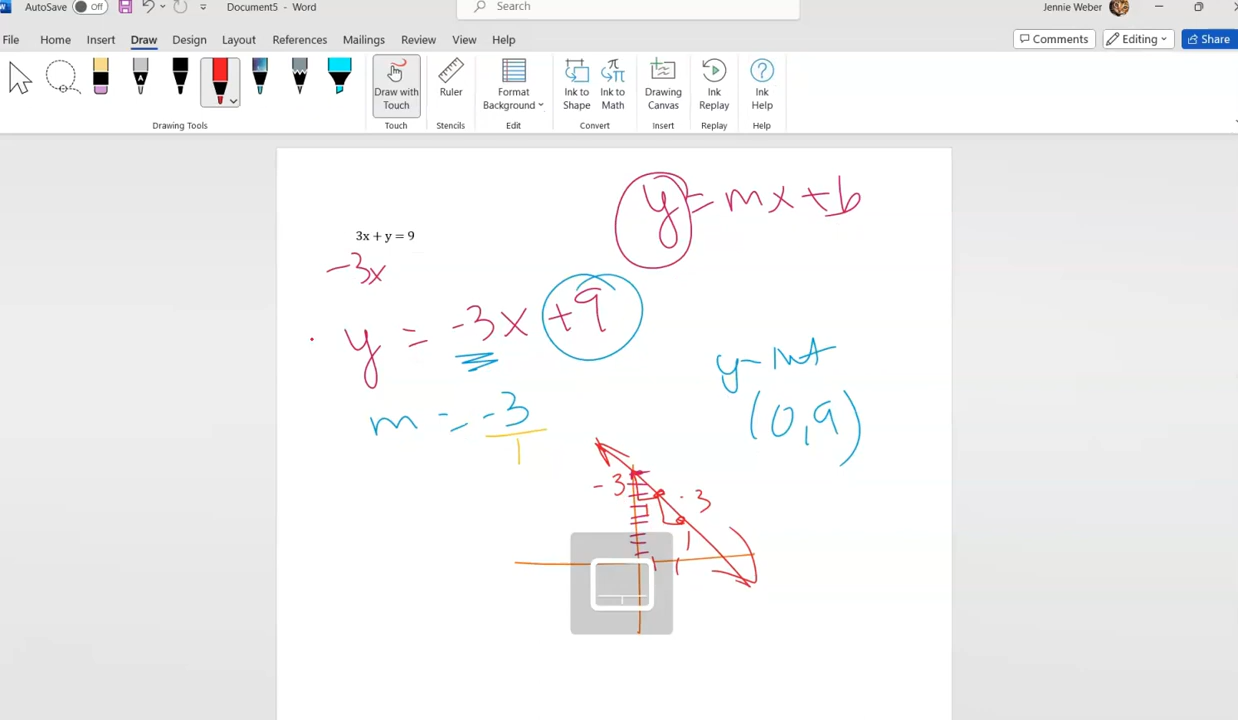 AutoSave Off Document5 - Word Search Jennie Weber
File Home Insert Draw Design Layout References Mailings Review View Help Comments Editing Share
Draw with Touch Ruler Format Background Ink to Shape Ink to Math Drawing Canvas Ink Replay Ink Help
Drawing Tools Touch Stencils Edit Convert Insert Replay Help
y = mx + b
3x + y = 9
-3x
y = -3x +9
y-int
m = -3
1
(0,9)
-3
-3
1